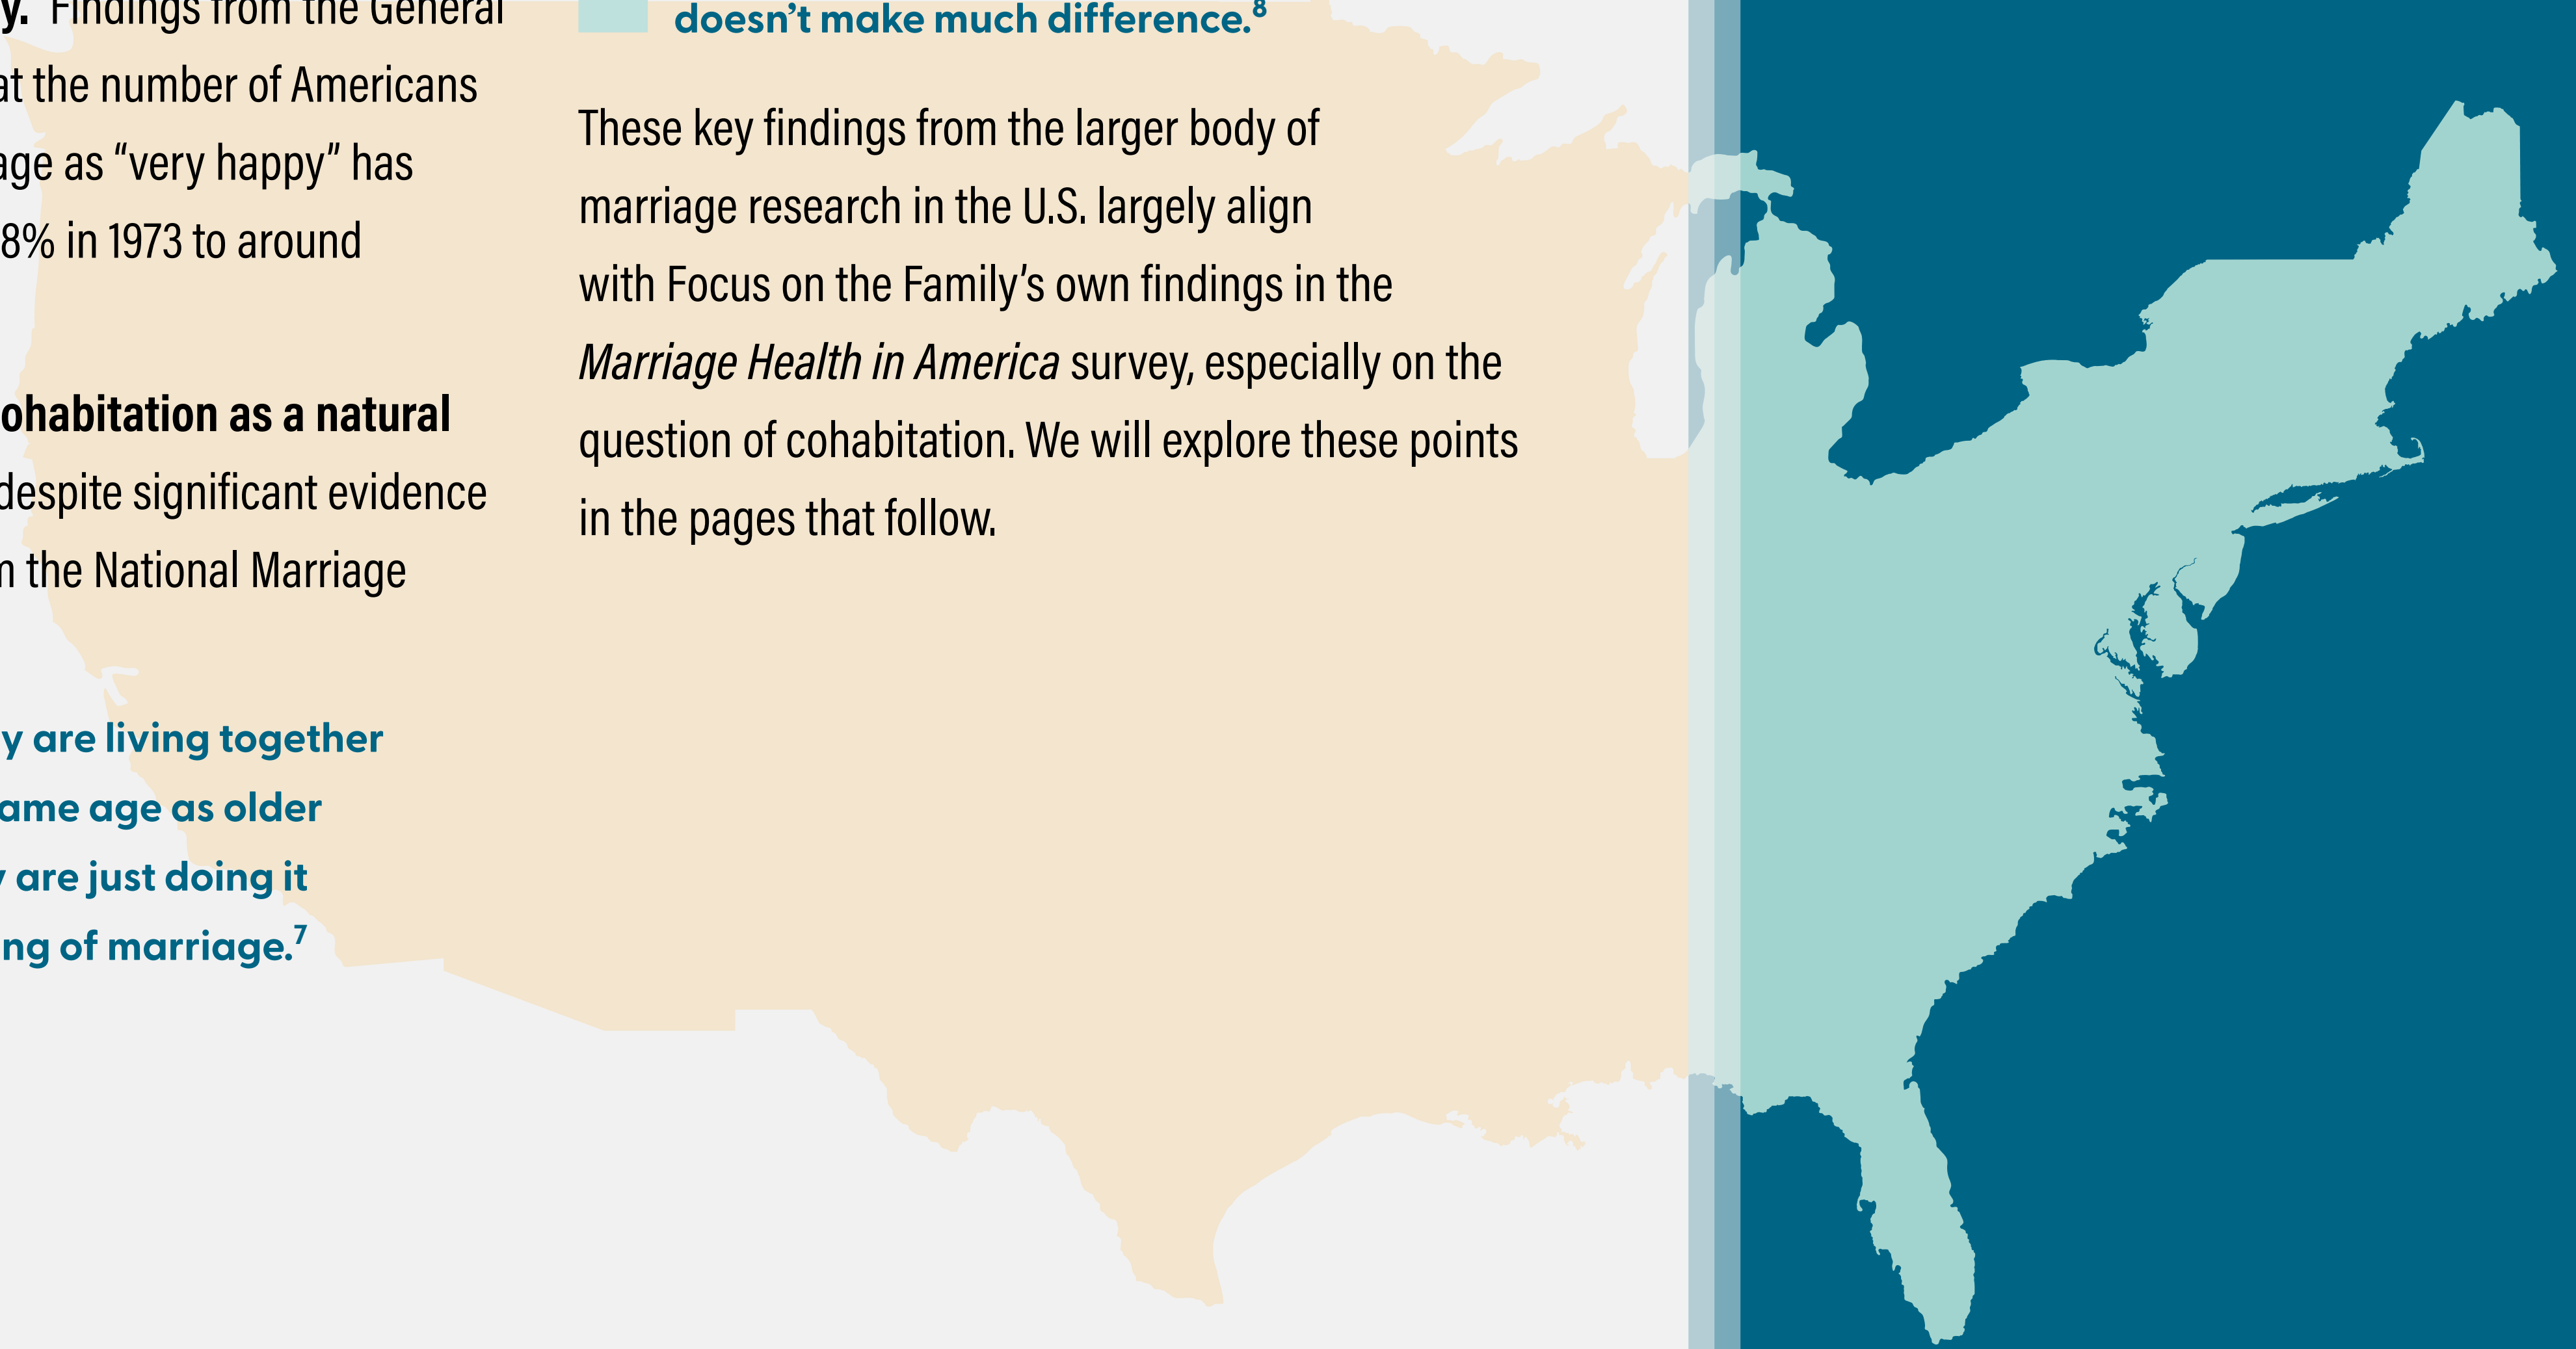 y. Findings from the General
at the number of Americans
age as “very happy” has
8% in 1973 to around
ohabitation as a natural
despite significant evidence
m the National Marriage
y are living together
ame age as older
y are just doing it
ng of marriage.7
doesn’t make much difference.8
These key findings from the larger body of
marriage research in the U.S. largely align
with Focus on the Family’s own findings in the
Marriage Health in America survey, especially on the
question of cohabitation. We will explore these points
in the pages that follow.